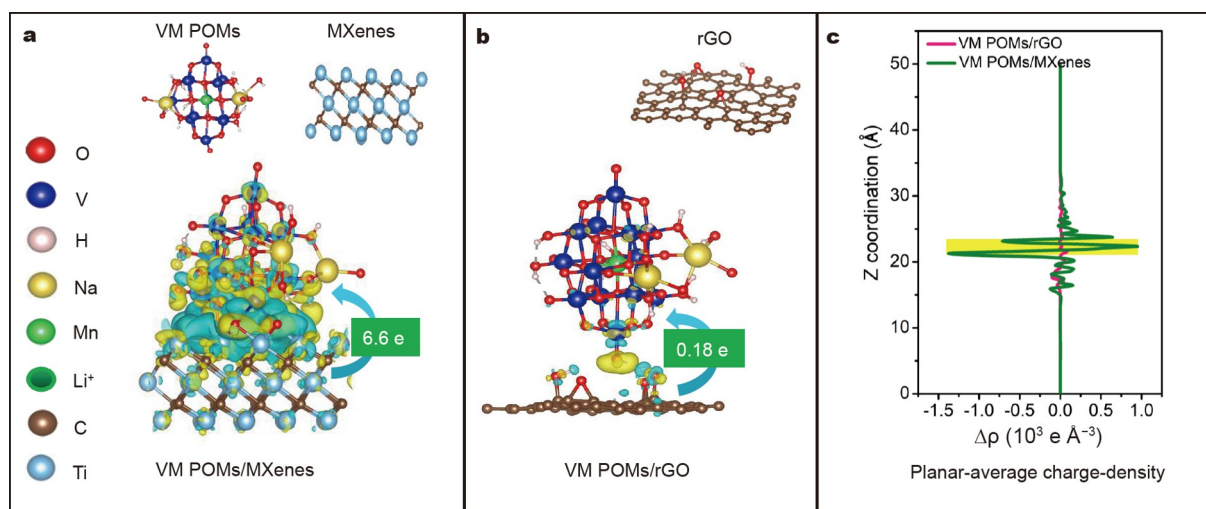 a
VM POMs
MXenes
O
V
H
Na
Mn
Li⁺
C
Ti
6.6 e
VM POMs/MXenes
b
rGO
0.18 e
VM POMs/rGO
c
VM POMs/rGO
VM POMs/MXenes
Z coordination (Å)
50
40
30
20
10
0
-1.5 -1.0 -0.5 0.0 0.5 1.0
Δρ (10³ e Å⁻³)
Planar-average charge-density